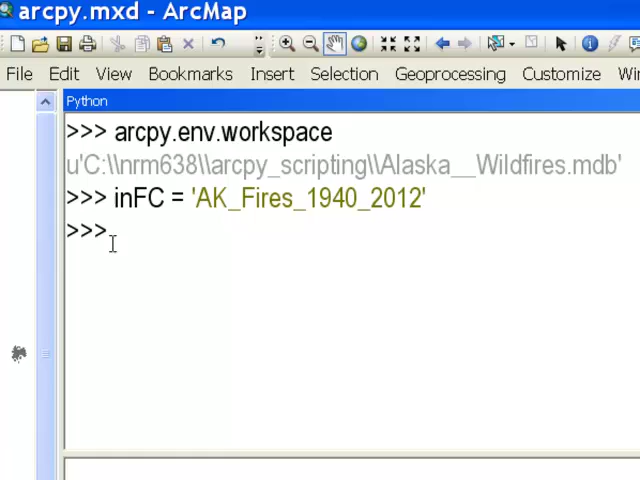 arcpy.mxd - ArcMap
File Edit View Bookmarks Insert Selection Geoprocessing Customize
Python
>>> arcpy.env.workspace
u'C:\\nrm638\\arcpy_scripting\\Alaska__Wildfires.mdb'
>>> inFC = 'AK_Fires_1940_2012'
>>>